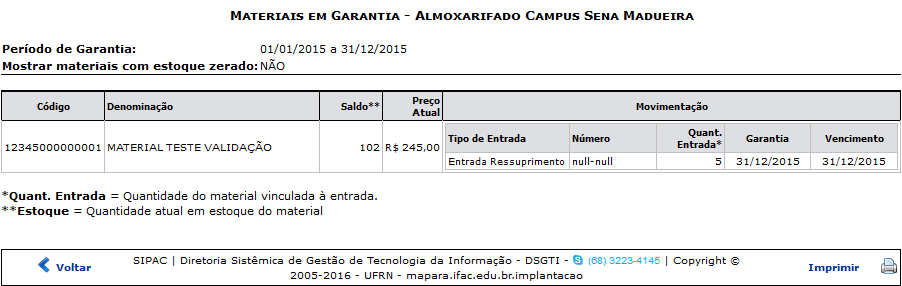 MATERIAIS EM GARANTIA - ALMOXARIFADO CAMPUS SENA MADUEIRA
Período de Garantia: 01/01/2015 a 31/12/2015
Mostrar materiais com estoque zerado: NÃO
Código Denominação Saldo** Preço Atual Movimentação
Tipo de Entrada Número Quant. Entrada* Garantia Vencimento
12345000000001 MATERIAL TESTE VALIDAÇÃO 102 R$ 245,00
Entrada Ressuprimento null-null 5 31/12/2015 31/12/2015
*Quant. Entrada = Quantidade do material vinculada à entrada.
**Estoque = Quantidade atual em estoque do material
Voltar
SIPAC | Diretoria Sistêmica de Gestão de Tecnologia da Informação - DSGTI - (68) 3223-4145 | Copyright ©
2005-2016 - UFRN - mapara.ifac.edu.br.implantacao
Imprimir